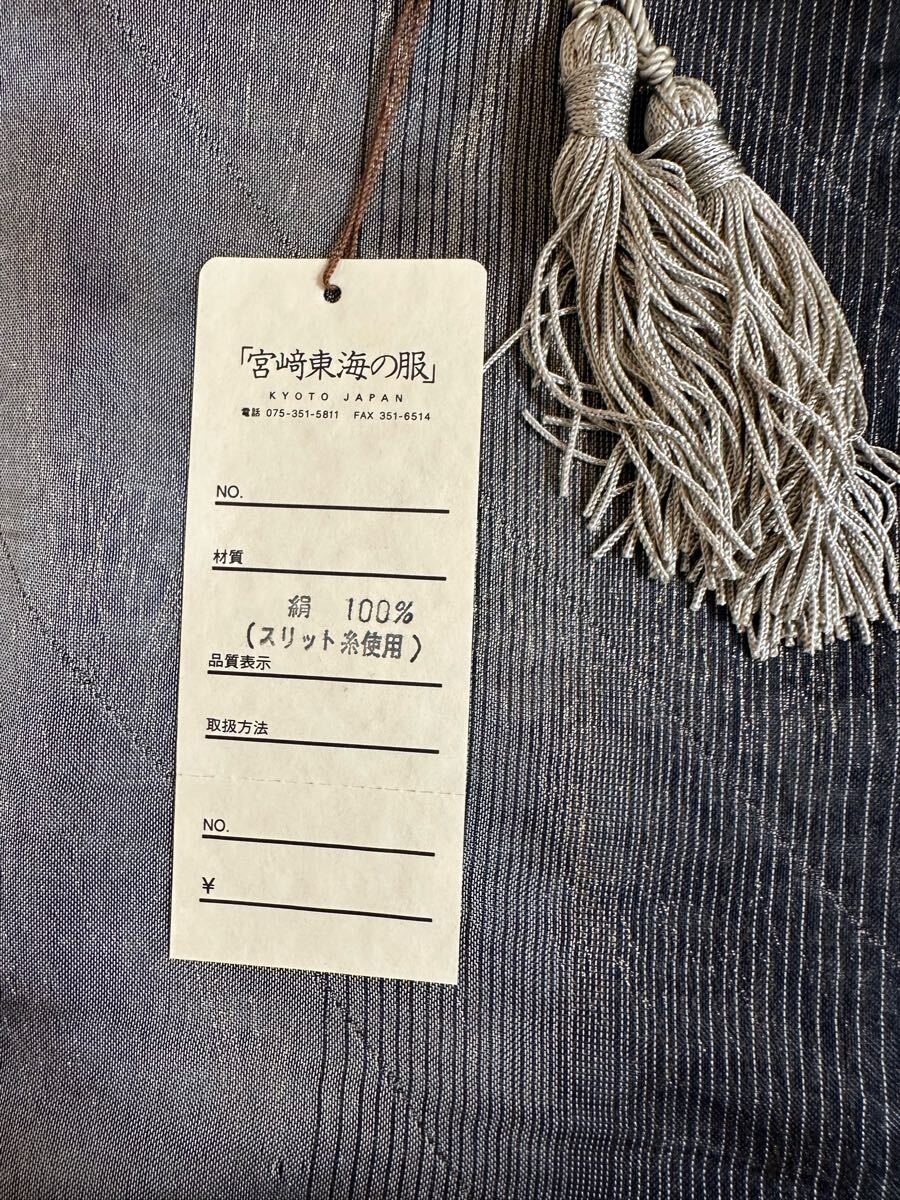 「宮﨑東海の服」
KYOTO JAPAN
電話 075-351-5811 FAX 351-6514
NO.
材質
絹 100%
(スリット糸使用)
品質表示
取扱方法
NO.
¥